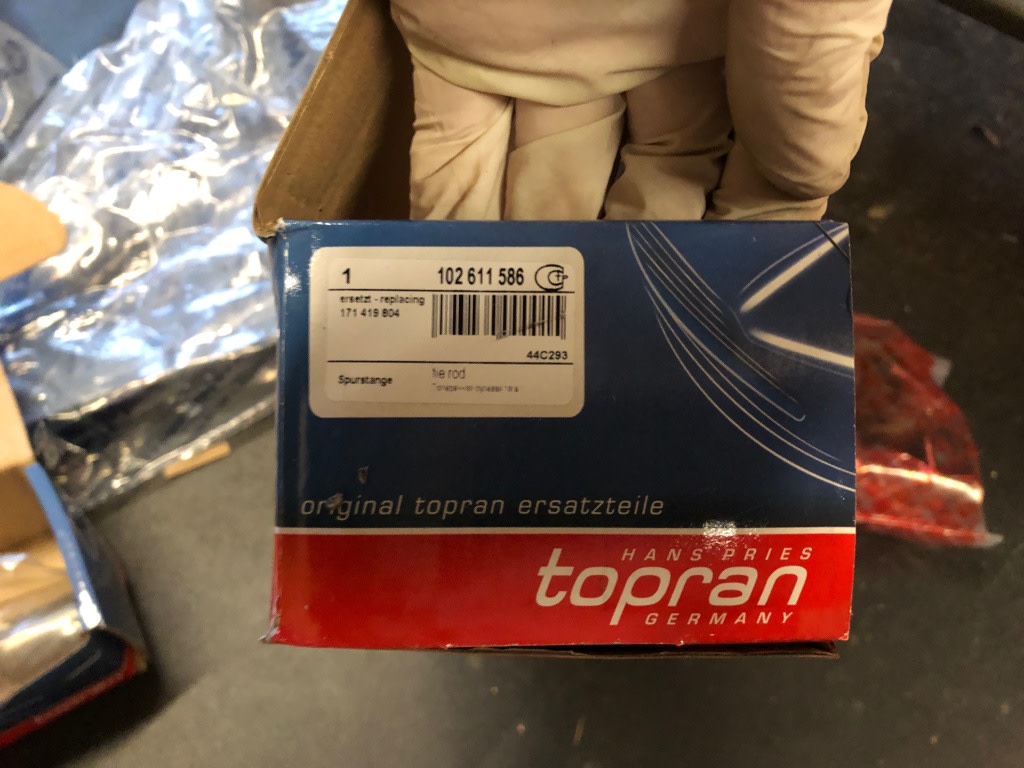 1 102 611 586
ersetzt - replacing
171 419 804
44C293
Spurstange tie rod
original topran ersatzteile
HANS PRIES
topran
GERMANY